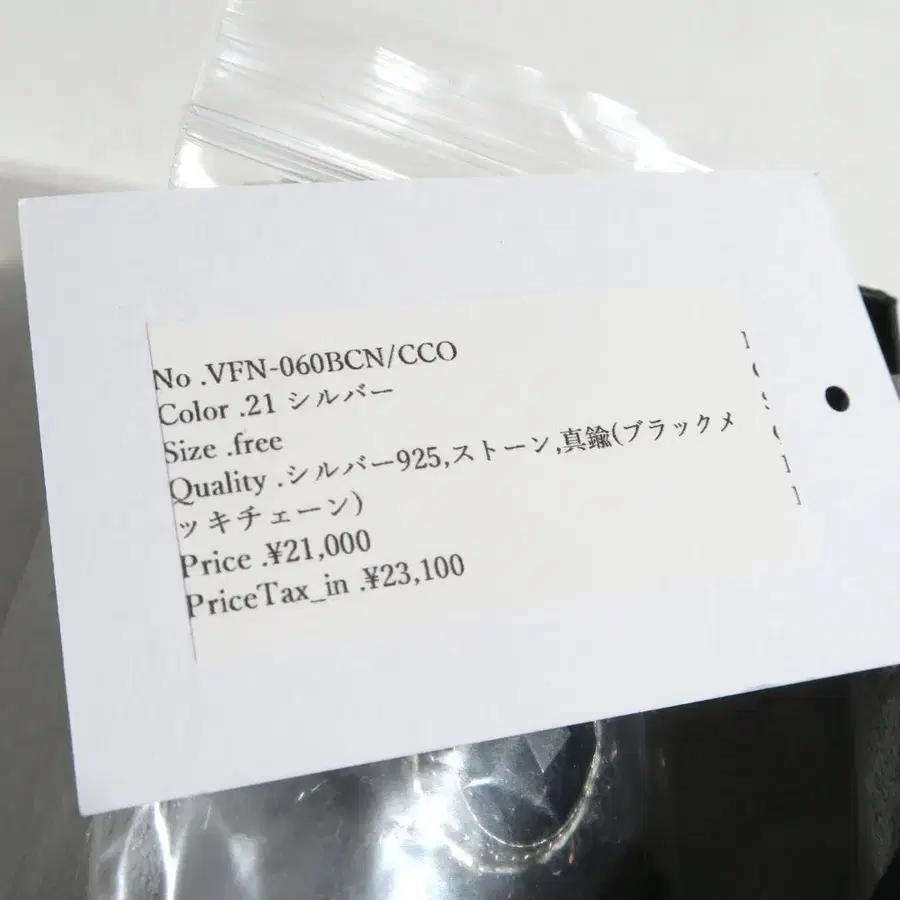 No .VFN-060BCN/CCO
Color .21 シルバー
Size .free
Quality .シルバー925,ストーン,真鍮(ブラックメ
ッキチェーン)
Price .¥21,000
PriceTax_in .¥23,100